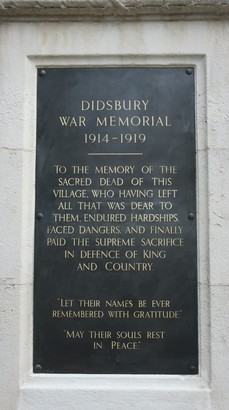 DIDSBURY
WAR MEMORIAL
1914-1919
TO THE MEMORY OF THE
SACRED DEAD OF THIS
VILLAGE, WHO HAVING LEFT
ALL THAT WAS DEAR TO
THEM, ENDURED HARDSHIPS,
FACED DANGERS, AND FINALLY
PAID THE SUPREME SACRIFICE
IN DEFENCE OF KING
AND COUNTRY
"LET THEIR NAMES BE EVER
REMEMBERED WITH GRATITUDE."
"MAY THEIR SOULS REST
IN PEACE."